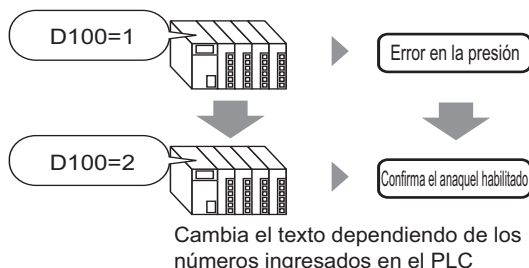 D100=1
Error en la presión
D100=2
Confirma el anaquel habilitado
Cambia el texto dependiendo de los
números ingresados en el PLC